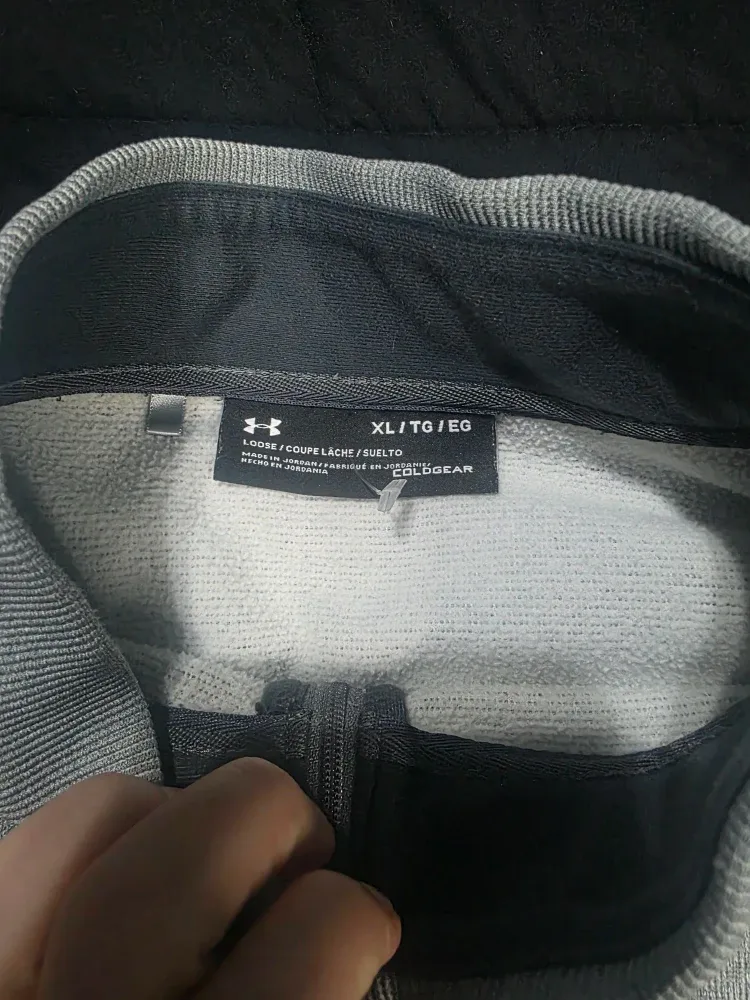 XL / TG / EG
LOOSE / COUPE LÂCHE / SUELTO
MADE IN JORDAN / FABRIQUÉ EN JORDANIE/
HECHO EN JORDANIA
COLDGEAR